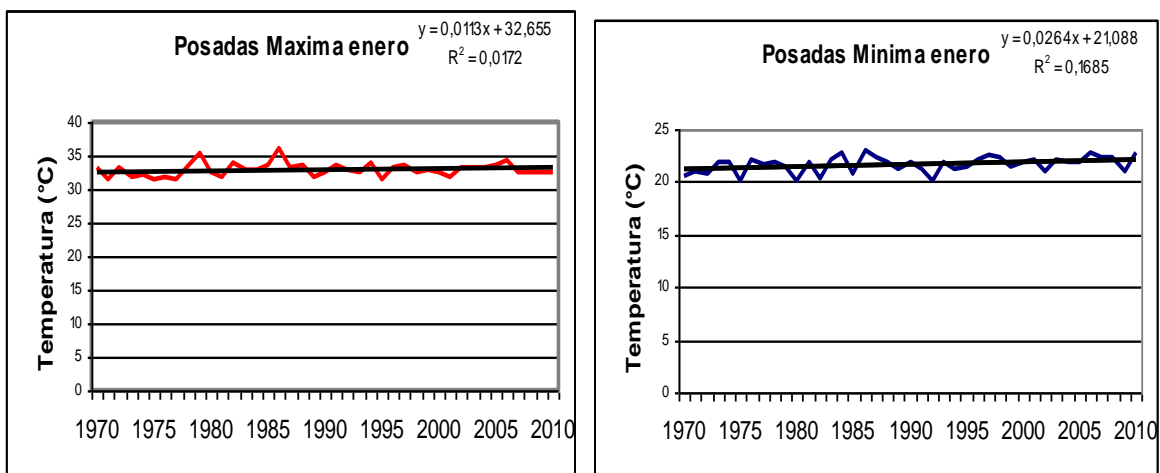 Posadas Maxima enero
y = 0,0113x + 32,655
R² = 0,0172
Temperatura (°C)
40
35
30
25
20
15
10
5
0
1970 1975 1980 1985 1990 1995 2000 2005 2010
Posadas Minima enero
y = 0,0264x + 21,088
R² = 0,1685
Temperatura (°C)
25
20
15
10
5
0
1970 1975 1980 1985 1990 1995 2000 2005 2010